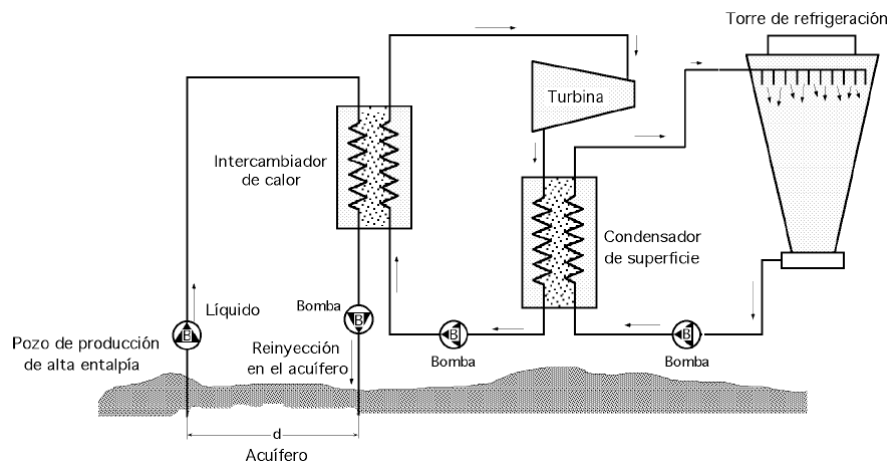 Torre de refrigeración
Turbina
Intercambiador
de calor
Condensador
de superficie
Líquido
Bomba
B
B
B
B
Pozo de producción
de alta entalpía
Reinyección
en el acuífero
Bomba
Bomba
d
Acuífero